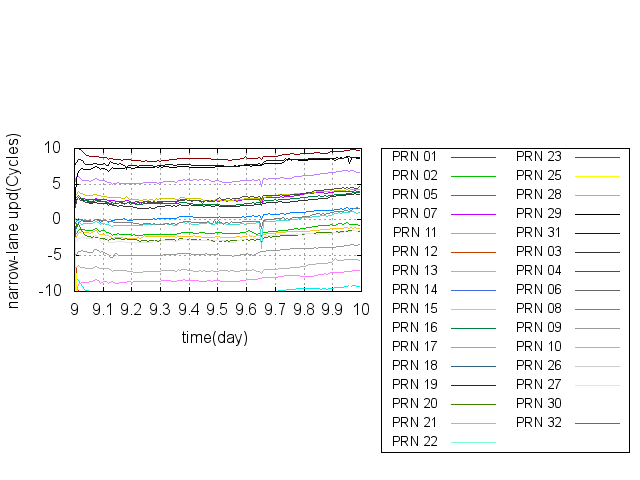 narrow-lane upd(Cycles)
10
5
0
-5
-10
9 9.1 9.2 9.3 9.4 9.5 9.6 9.7 9.8 9.9 10
time(day)
PRN 01 PRN 23
PRN 02 PRN 25
PRN 05 PRN 28
PRN 07 PRN 29
PRN 11 PRN 31
PRN 12 PRN 03
PRN 13 PRN 04
PRN 14 PRN 06
PRN 15 PRN 08
PRN 16 PRN 09
PRN 17 PRN 10
PRN 18 PRN 26
PRN 19 PRN 27
PRN 20 PRN 30
PRN 21 PRN 32
PRN 22